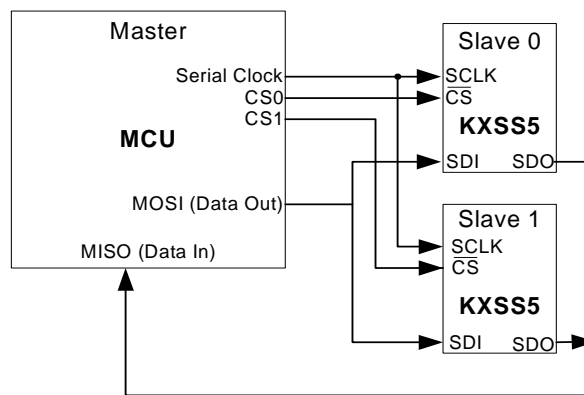 Master
Serial Clock
CS0
CS1
MCU
MOSI (Data Out)
MISO (Data In)
Slave 0
SCLK
CS
KXSS5
SDI SDO
Slave 1
SCLK
CS
KXSS5
SDI SDO